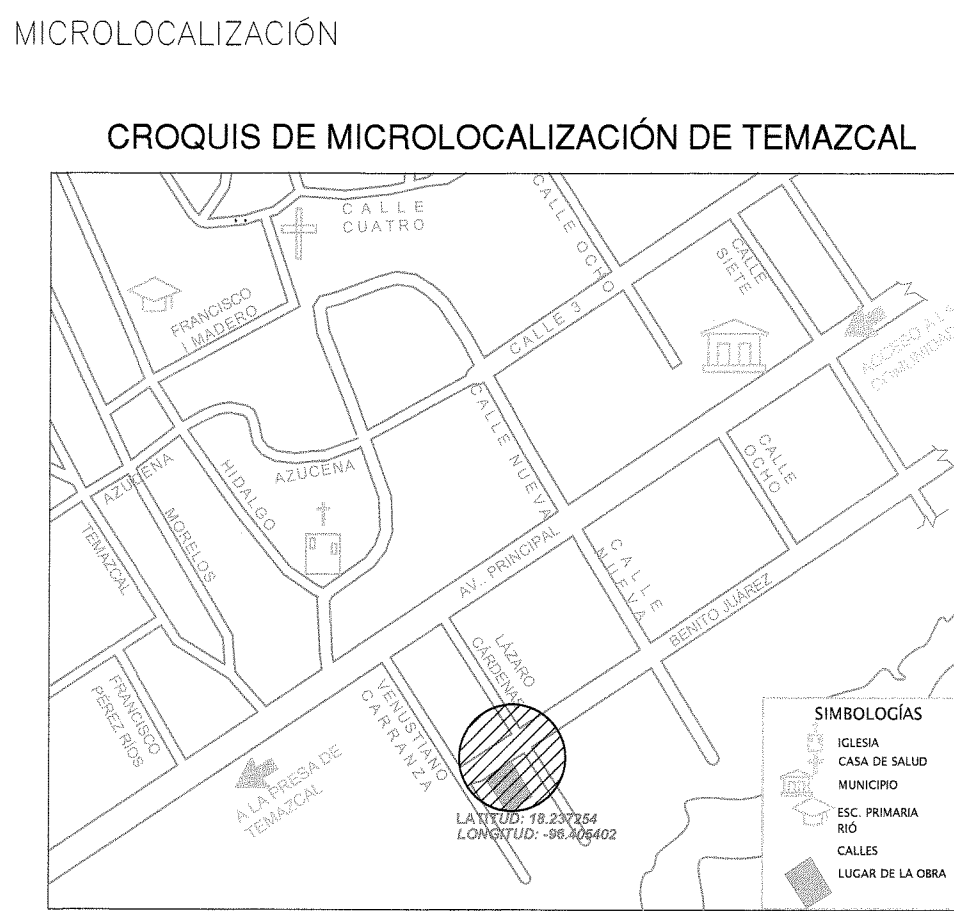 MICROLOCALIZACIÓN
CROQUIS DE MICROLOCALIZACIÓN DE TEMAZCAL
CALLE
CUATRO
CALLE OCHO
CALLE
SIETE
FRANCISCO
I.MADERO
CALLE 3
ACCESO A LA
COMUNIDAD
CALLE NUEVA
CALLE
OCHO
AZUCENA
HIDALGO
AZUCENA
MORELOS
TEMAZCAL
AV.. PRINCIPAL
CALLE
NUEVA
BENITO JUÁREZ
LÁZARO
CÁRDENAS
FRANCISCO
PÉREZ RIOS
VENUSTIANO
CARRANZA
A LA PRESA DE
TEMAZCAL
LATITUD: 18.237254
LONGITUD: -96.405402
SIMBOLOGÍAS
IGLESIA
CASA DE SALUD
MUNICIPIO
ESC. PRIMARIA
RIÓ
CALLES
LUGAR DE LA OBRA